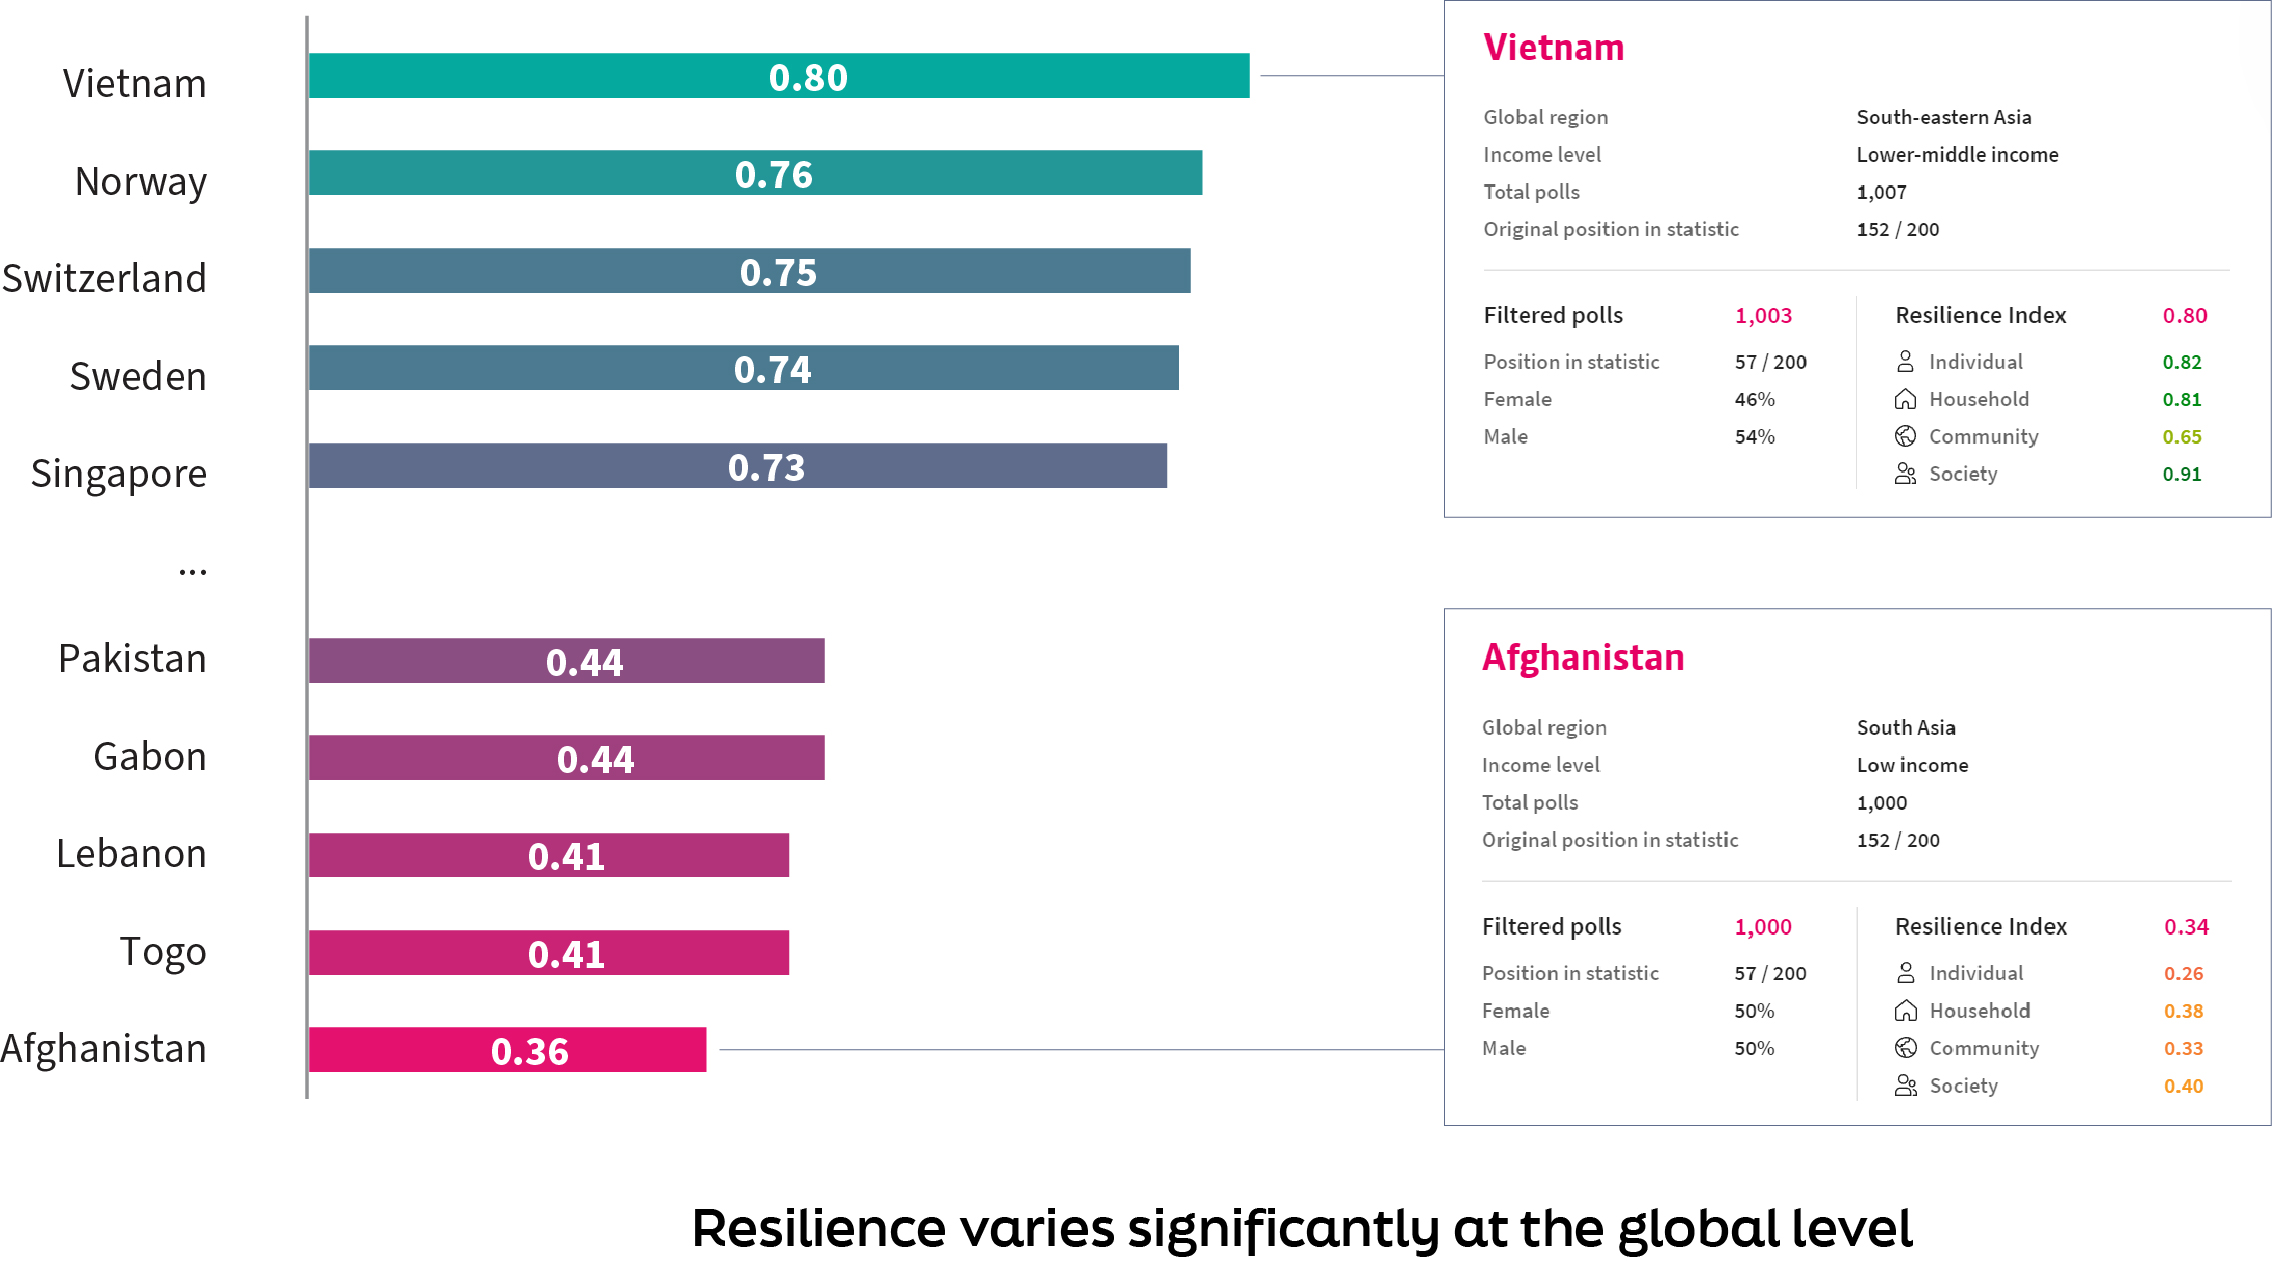 Vietnam 0.80
Norway 0.76
Switzerland 0.75
Sweden 0.74
Singapore 0.73
...
Pakistan 0.44
Gabon 0.44
Lebanon 0.41
Togo 0.41
Afghanistan 0.36
Vietnam
Global region South-eastern Asia
Income level Lower-middle income
Total polls 1,007
Original position in statistic 152 / 200
Filtered polls 1,003
Position in statistic 57 / 200
Female 46%
Male 54%
Resilience Index 0.80
Individual 0.82
Household 0.81
Community 0.65
Society 0.91
Afghanistan
Global region South Asia
Income level Low income
Total polls 1,000
Original position in statistic 152 / 200
Filtered polls 1,000
Position in statistic 57 / 200
Female 50%
Male 50%
Resilience Index 0.34
Individual 0.26
Household 0.38
Community 0.33
Society 0.40
Resilience varies significantly at the global level